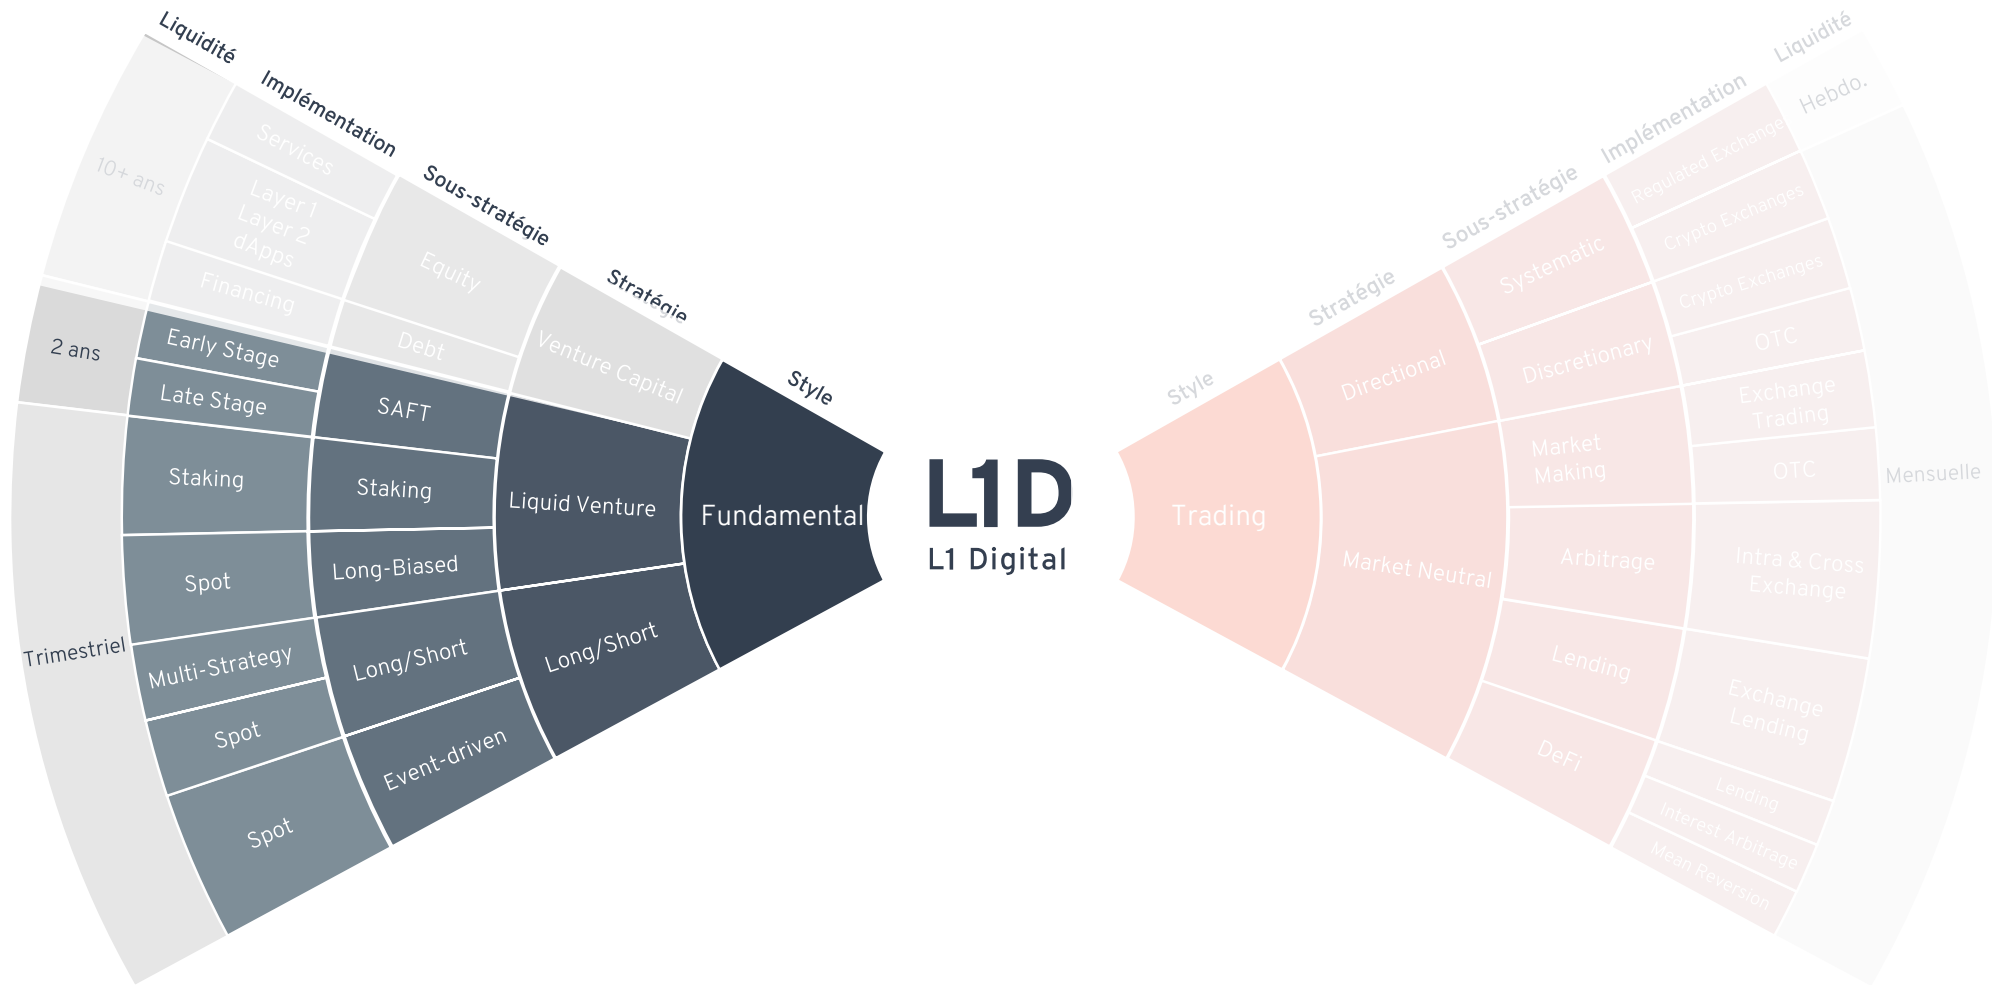 Liquidité
Implémentation
Sous-stratégie
Stratégie
Style
10+ ans
2 ans
Trimestriel
Services
Layer 1
Layer 2
dApps
Financing
Early Stage
Late Stage
Staking
Spot
Multi-Strategy
Spot
Spot
Equity
Debt
SAFT
Staking
Long-Biased
Long/Short
Event-driven
Venture Capital
Liquid Venture
Long/Short
Fundamental
L1D
L1 Digital
Style
Stratégie
Sous-stratégie
Implémentation
Liquidité
Trading
Directional
Market Neutral
Systematic
Discretionary
Market
Making
Arbitrage
Lending
DeFi
Regulated Exchange
Crypto Exchanges
Crypto Exchanges
OTC
Exchange
Trading
OTC
Intra & Cross
Exchange
Exchange
Lending
Lending
Interest Arbitrage
Mean Reversion
Hebdo.
Mensuelle